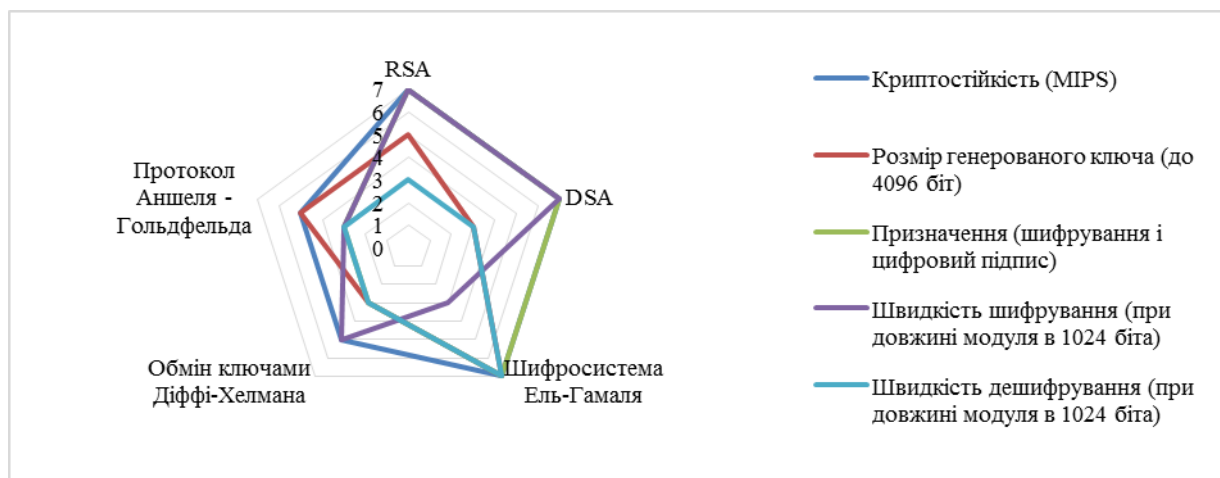 RSA
7
6
5
4
3
2
1
0
DSA
Шифросистема
Ель-Гамаля
Обмін ключами
Діффі-Хелмана
Протокол
Аншеля -
Гольдфельда
Криптостійкість (MIPS)
Розмір генерованого ключа (до
4096 біт)
Призначення (шифрування і
цифровий підпис)
Швидкість шифрування (при
довжині модуля в 1024 біта)
Швидкість дешифрування (при
довжині модуля в 1024 біта)